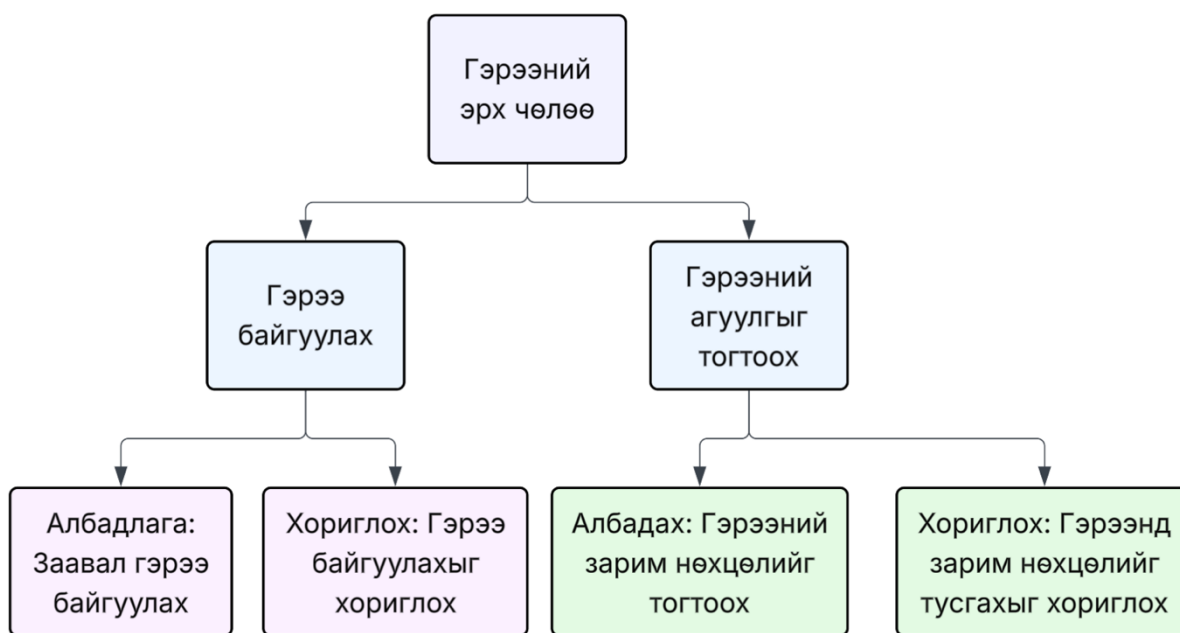 Гэрээний
эрх чөлөө
Гэрээ
байгуулах
Гэрээний
агуулгыг
тогтоох
Албадлага:
Заавал гэрээ
байгуулах
Хориглох: Гэрээ
байгуулахыг
хориглох
Албадах: Гэрээний
зарим нөхцөлийг
тогтоох
Хориглох: Гэрээнд
зарим нөхцөлийг
тусгахыг хориглох